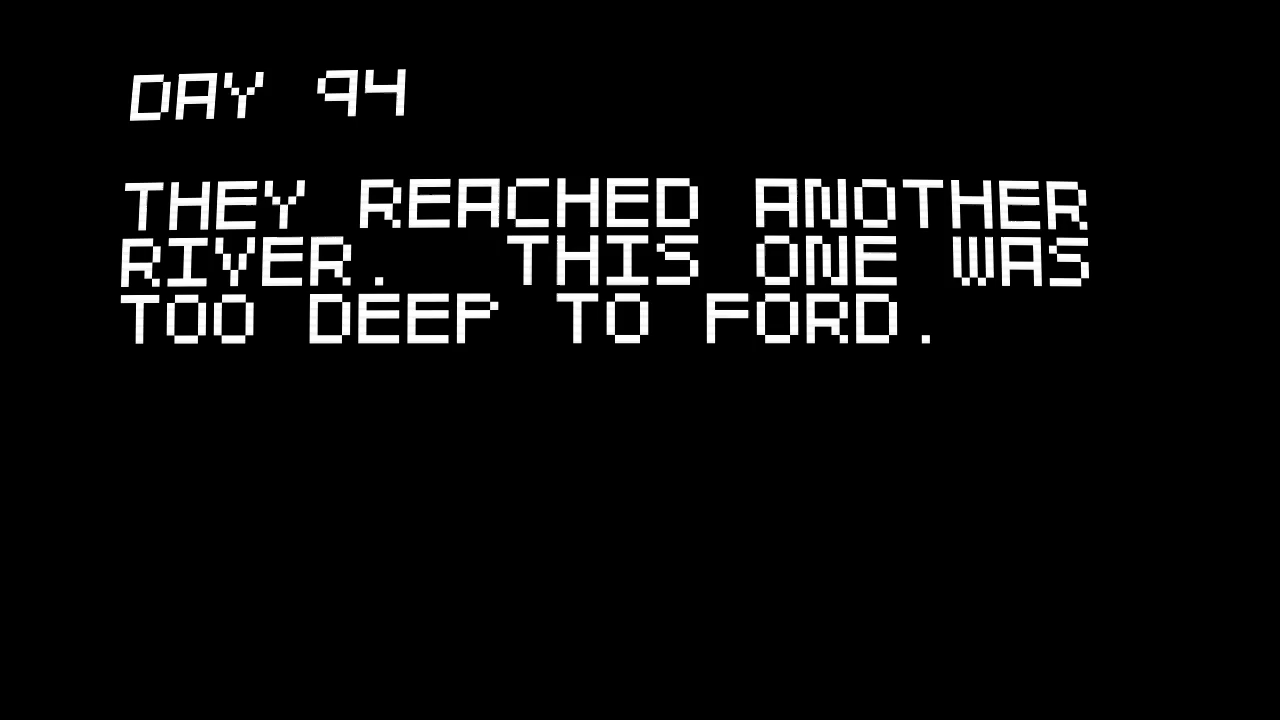 DAY 94
THEY REACHED ANOTHER
RIVER.  THIS ONE WAS
TOO DEEP TO FORD.